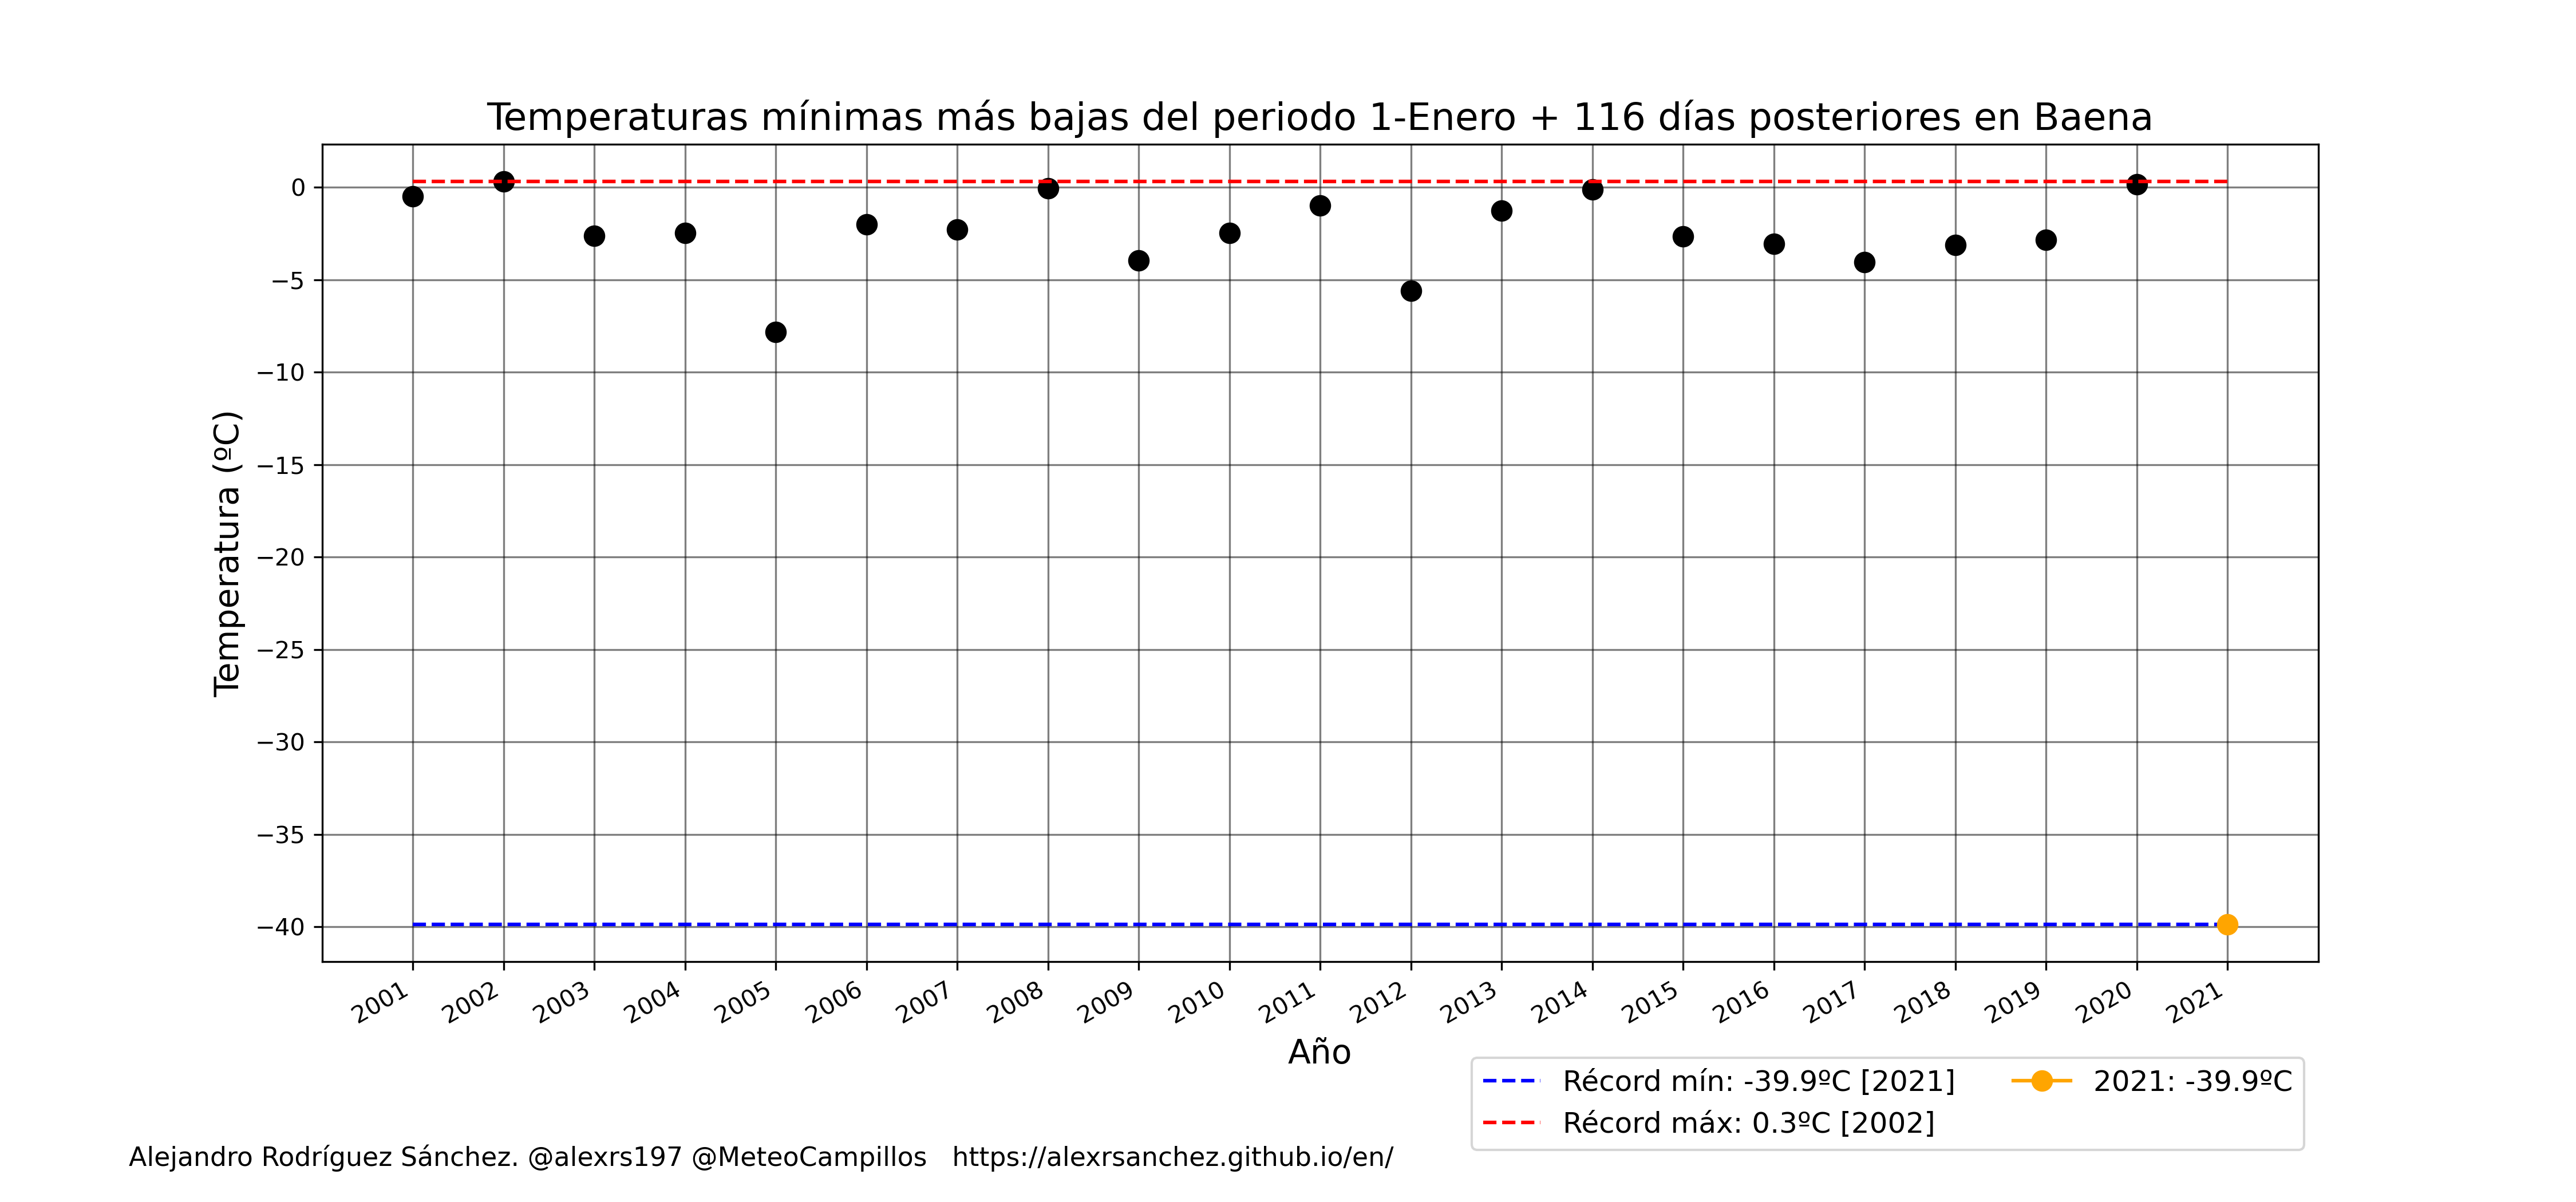 Temperaturas mínimas más bajas del periodo 1-Enero + 116 días posteriores en Baena
Temperatura (ºC)
0
−5
−10
−15
−20
−25
−30
−35
−40
2001 2002 2003 2004 2005 2006 2007 2008 2009 2010 2011 2012 2013 2014 2015 2016 2017 2018 2019 2020 2021
Año
Récord mín: -39.9ºC [2021] 2021: -39.9ºC
Récord máx: 0.3ºC [2002]
Alejandro Rodríguez Sánchez. @alexrs197 @MeteoCampillos https://alexrsanchez.github.io/en/